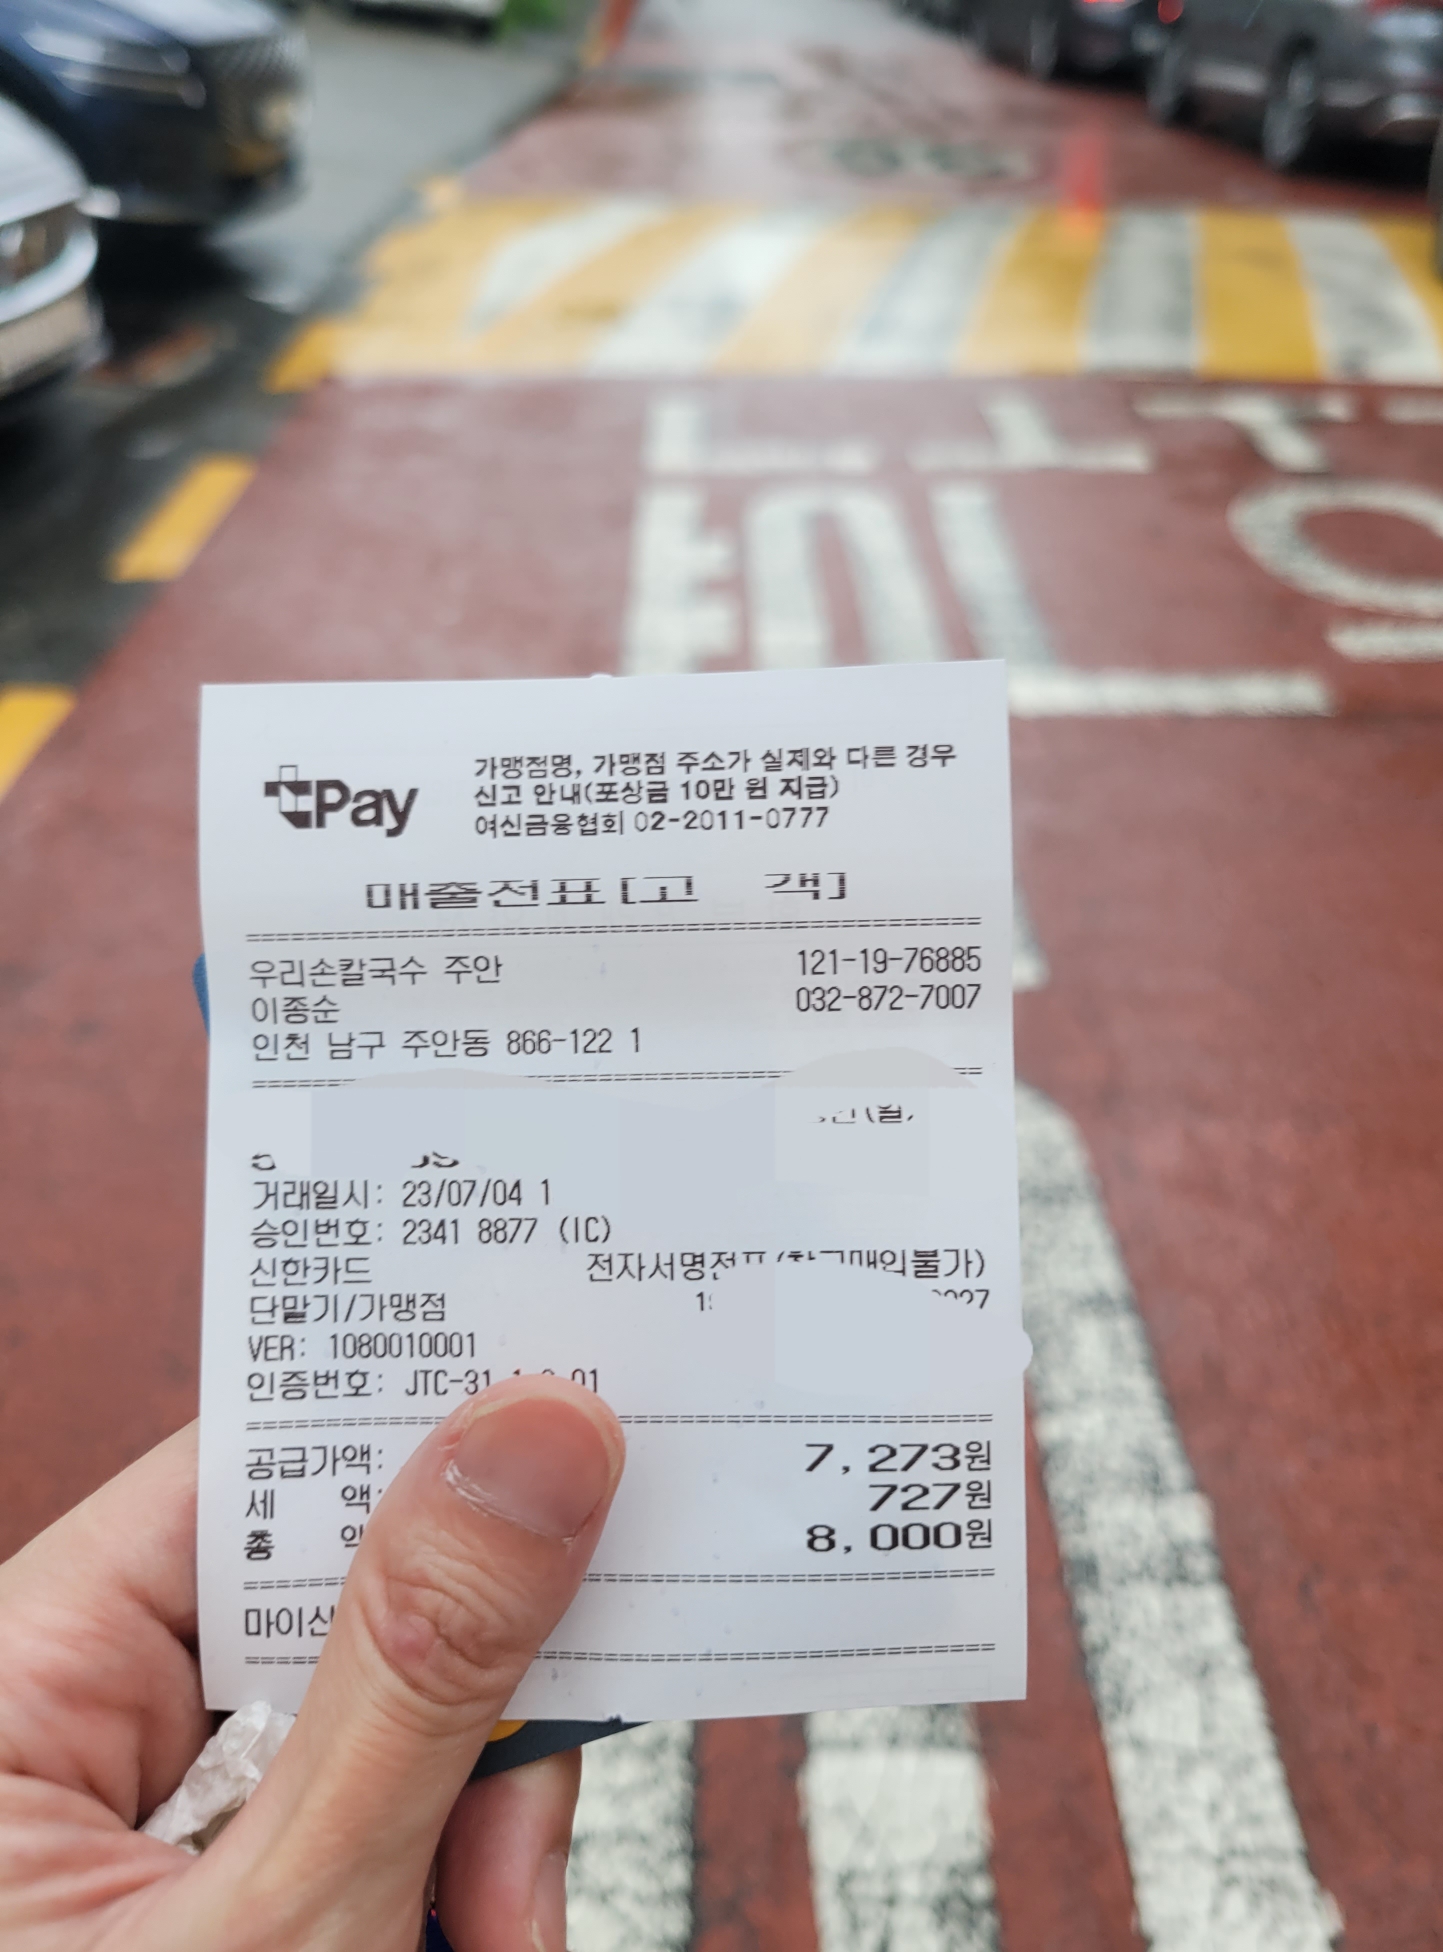 tPay
가맹점명, 가맹점 주소가 실제와 다른 경우
신고 안내(포상금 10만 원 지급)
여신금융협회 02-2011-0777
매출전표[고 객]
우리손칼국수 주안 121-19-76885
이종순 032-872-7007
인천 남구 주안동 866-122 1
거래일시: 23/07/04 1
승인번호: 2341 8877 (IC)
신한카드
단말기/가맹점
VER: 1080010001
인증번호:
공급가액: 7,273원
세 액: 727원
총 8,000원